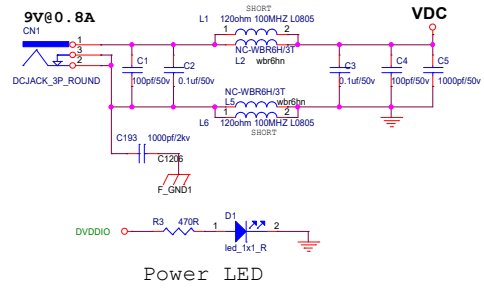 9V@0.8A
CN1
1
3
2
DCJACK_3P_ROUND
SHORT
L1 120ohm 100MHZ L0805
1 2
NC-WBR6H/3T
L2 wbr6hn
VDC
C1
100pf/50v
C2
0.1uf/50v
C3
0.1uf/50v
C4
100pf/50v
C5
1000pf/50v
NC-WBR6H/3T
L5 wbr6hn
1 2
L6 120ohm 100MHZ L0805
SHORT
C193 1000pf/2kv
C1206
F_GND1
DVDDIO
R3 470R
D1
1 2
led_1x1_R
Power LED